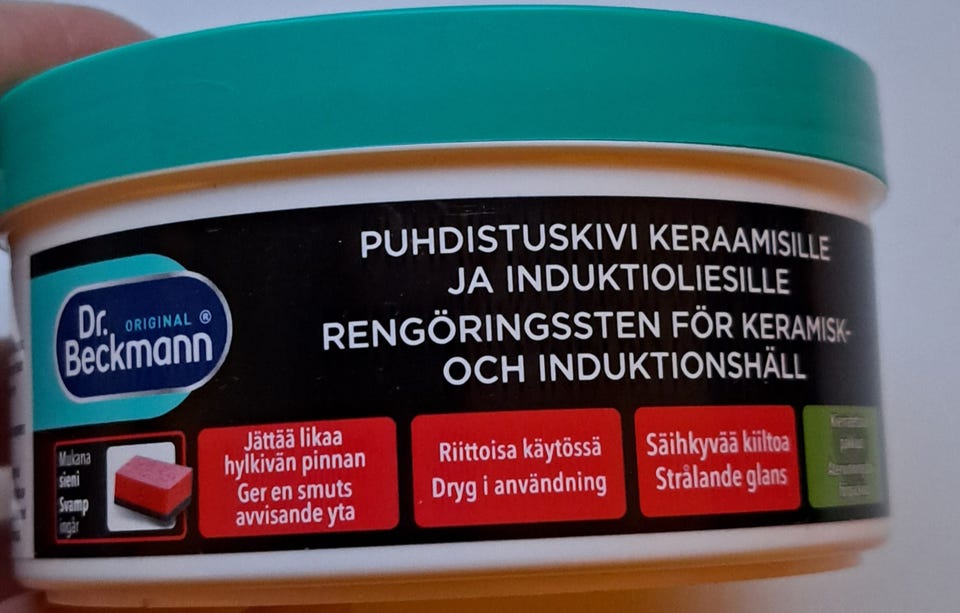 PUHDISTUSKIVI KERAAMISILLE
JA INDUKTIOLIESILLE
RENGÖRINGSSTEN FÖR KERAMISK-
OCH INDUKTIONSHÄLL
Dr.
ORIGINAL ®
Beckmann
Mukana
sieni
Svamp
ingår
Jättää likaa
hylkivän pinnan
Ger en smuts
avvisande yta
Riittoisa käytössä
Dryg i användning
Säihkyvää kiiltoa
Strålande glans